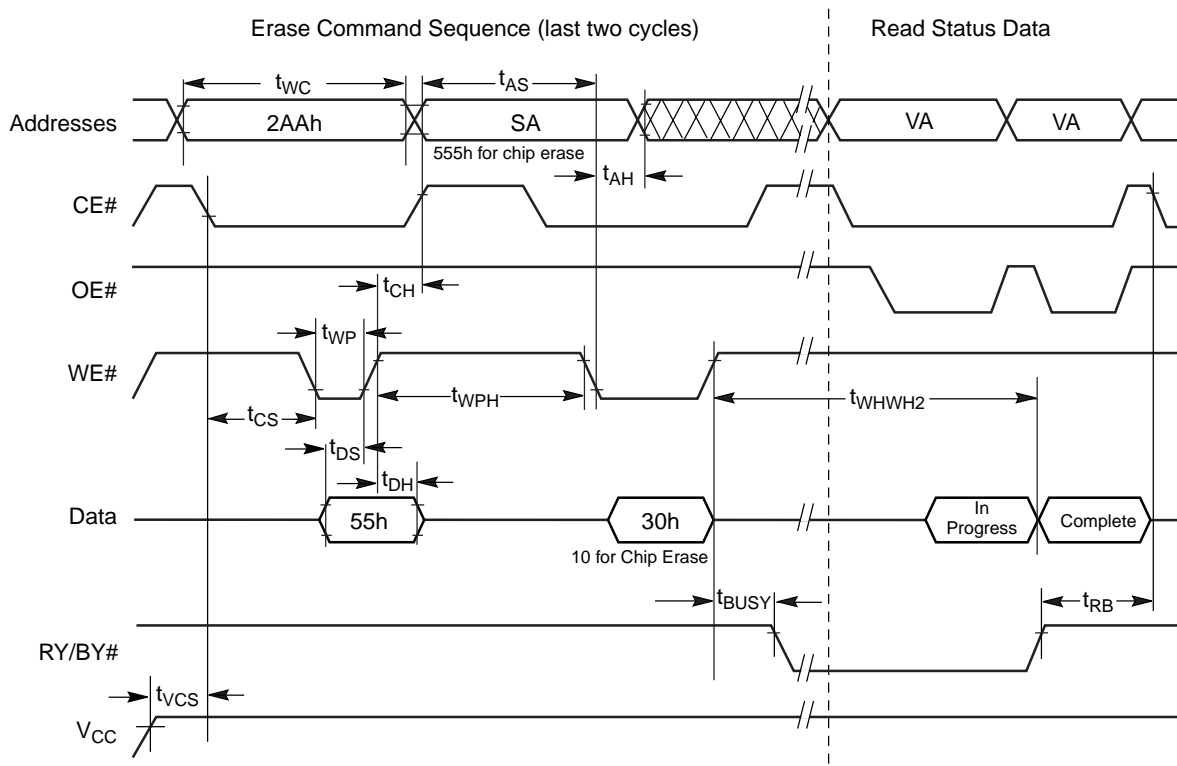 Erase Command Sequence (last two cycles)
Read Status Data
tWC
tAS
Addresses
2AAh
SA
VA
VA
555h for chip erase
tAH
CE#
OE#
tCH
tWP
WE#
tWPH
tWHWH2
tCS
tDS
tDH
Data
55h
30h
In
Progress
Complete
10 for Chip Erase
tBUSY
tRB
RY/BY#
tVCS
VCC